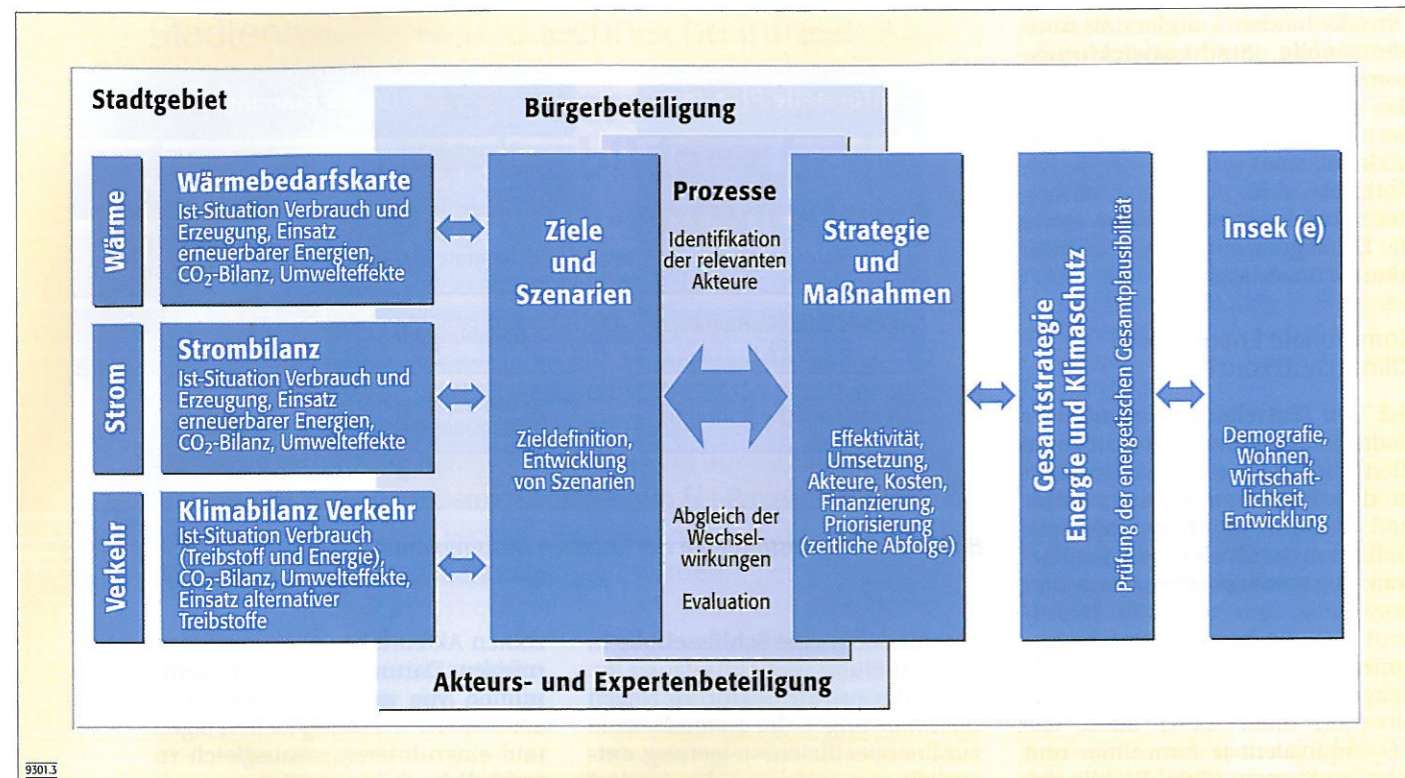 Stadtgebiet
Bürgerbeteiligung
Wärme
Wärmebedarfskarte
Ist-Situation Verbrauch und
Erzeugung, Einsatz
erneuerbarer Energien,
CO₂-Bilanz, Umwelteffekte
Strom
Strombilanz
Ist-Situation Verbrauch und
Erzeugung, Einsatz
erneuerbarer Energien,
CO₂-Bilanz, Umwelteffekte
Verkehr
Klimabilanz Verkehr
Ist-Situation Verbrauch
(Treibstoff und Energie),
CO₂-Bilanz, Umwelteffekte,
Einsatz alternativer
Treibstoffe
Ziele
und
Szenarien
Zieldefinition,
Entwicklung
von Szenarien
Prozesse
Identifikation
der relevanten
Akteure
Abgleich der
Wechsel-
wirkungen
Evaluation
Strategie
und
Maßnahmen
Effektivität,
Umsetzung,
Akteure, Kosten,
Finanzierung,
Priorisierung
(zeitliche Abfolge)
Gesamtstrategie
Energie und Klimaschutz
Prüfung der energetischen Gesamtplausibilität
Insek (e)
Demografie,
Wohnen,
Wirtschaft-
lichkeit,
Entwicklung
Akteurs- und Expertenbeteiligung
9301.3